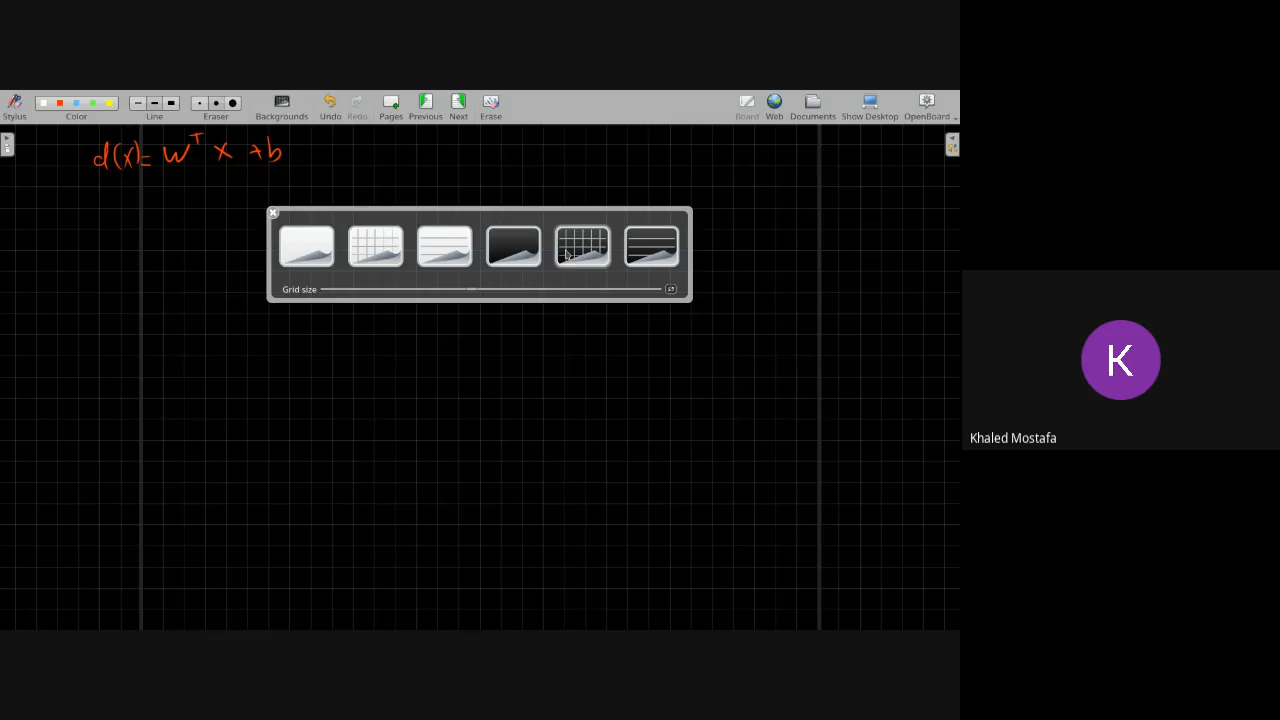 Stylus Color Line Eraser Backgrounds Undo Redo Pages Previous Next Erase Board Web Documents Show Desktop OpenBoard
d(x)= w^T x +b
Grid size
K
Khaled Mostafa